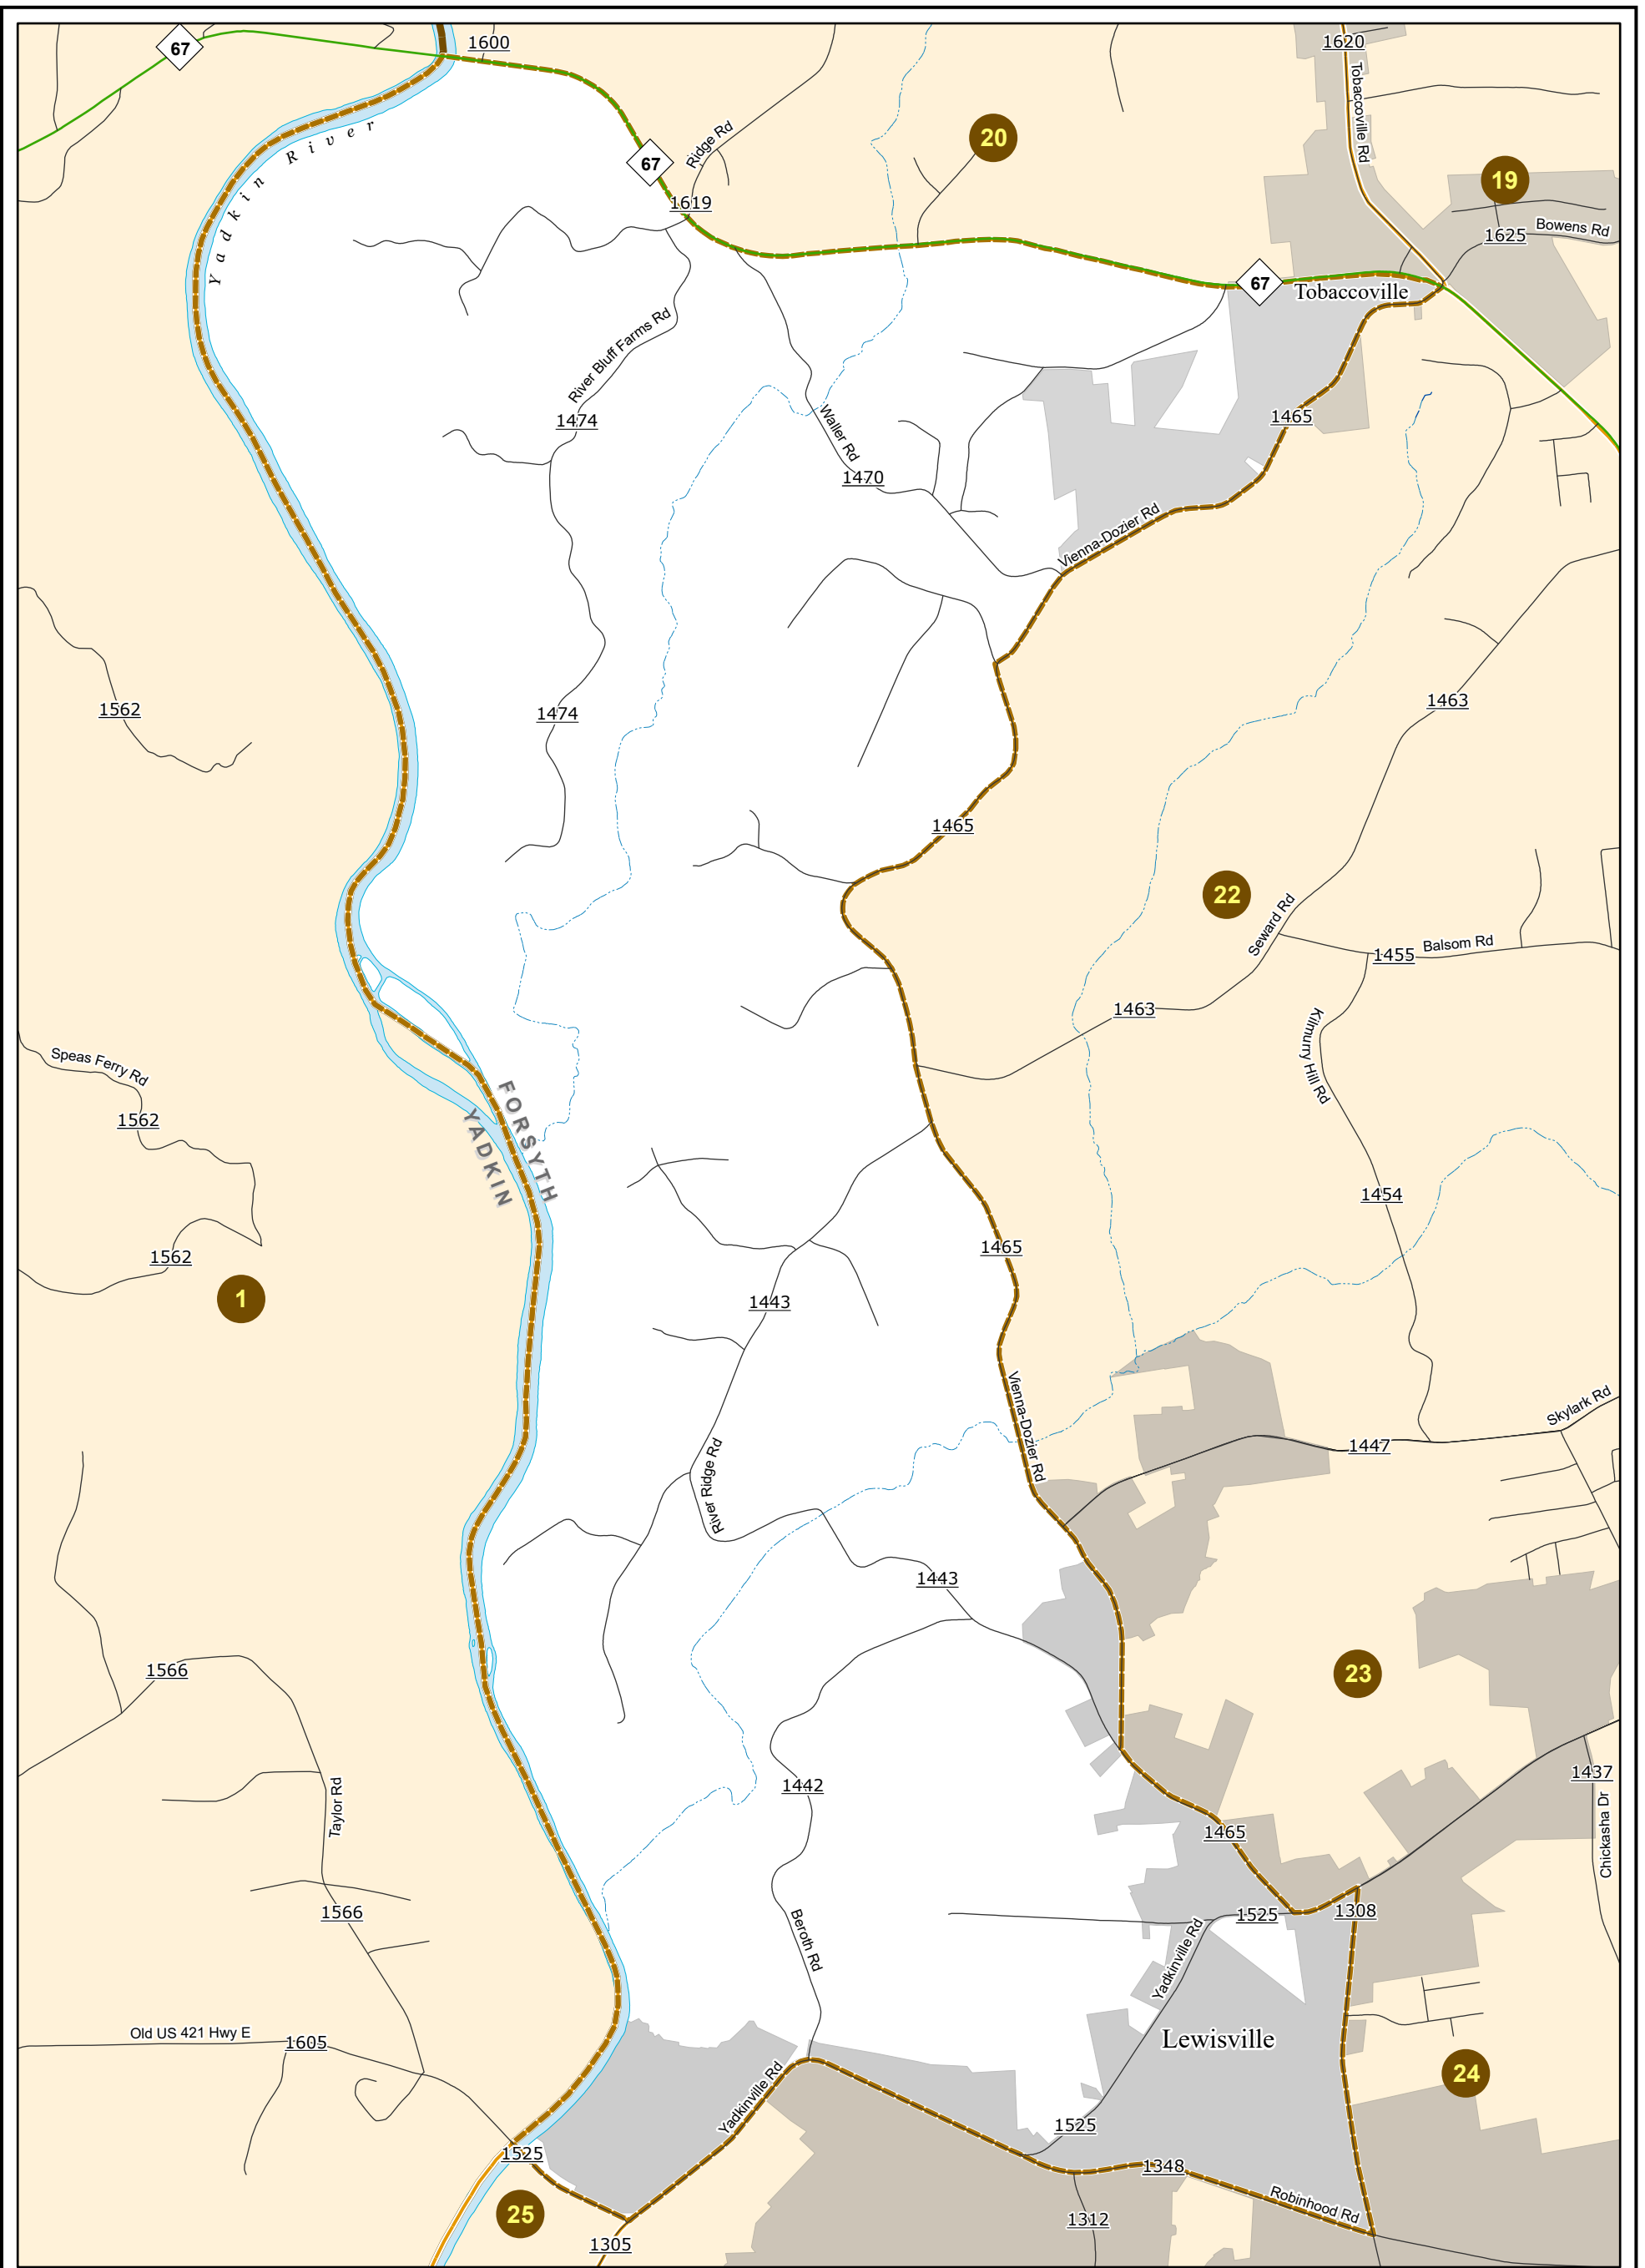 1600
1620
67
Tobaccoville Rd
Yadkin River
Ridge Rd
20
67
19
1619
Bowens Rd
1625
67
Tobaccoville
River Bluff Farms Rd
1474
Waller Rd
1465
1470
Vienna-Dozier Rd
1562
1474
1463
1465
22
Seward Rd
1455
Balsom Rd
1463
Kilmurry Hill Rd
Speas Ferry Rd
1562
FORSYTH
YADKIN
1454
1562
1465
1
1443
Vienna-Dozier Rd
Skylark Rd
1447
River Ridge Rd
1443
1566
23
1437
1442
Taylor Rd
1465
Chickasha Dr
1566
1525
1308
Beroth Rd
Yadkinville Rd
Old US 421 Hwy E
1605
Lewisville
24
Yadkinville Rd
1525
1525
1348
Robinhood Rd
25
1312
1305